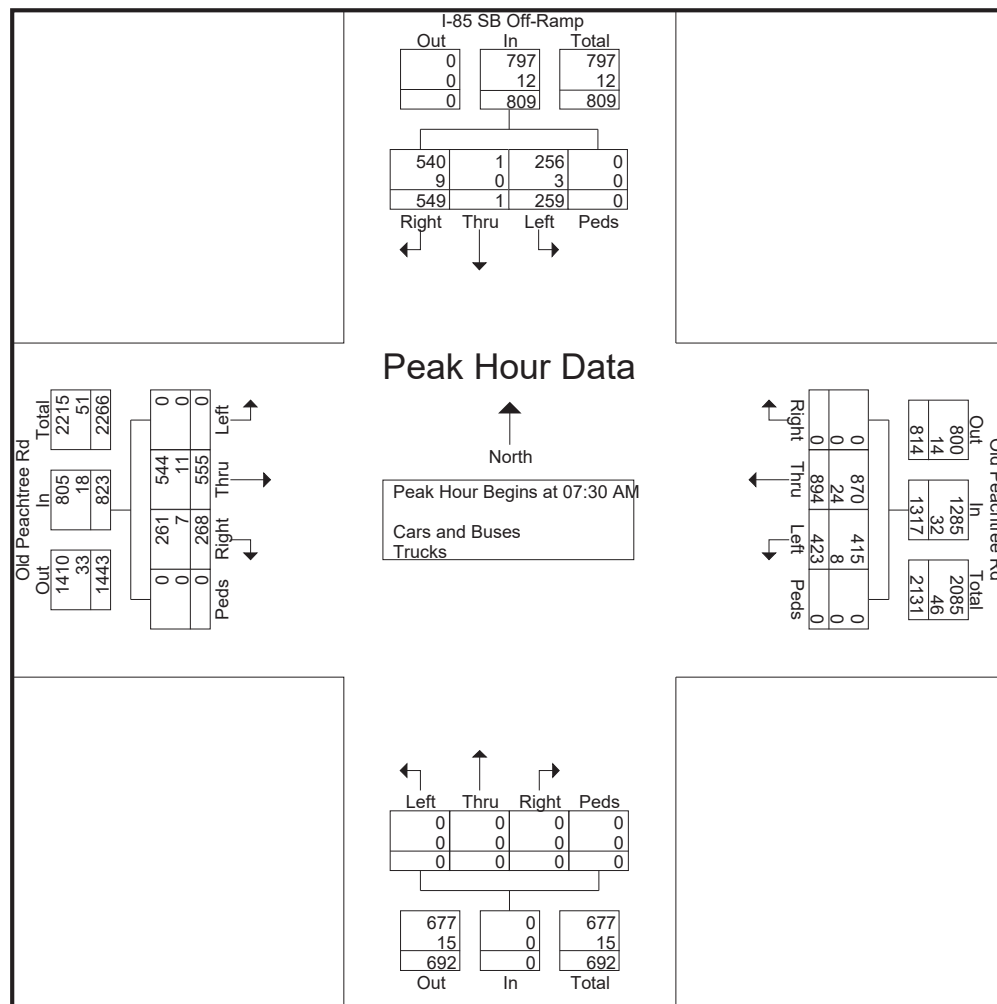 I-85 SB Off-Ramp
Out In Total
0 797 797
0 12 12
0 809 809
540 1 256 0
9 0 3 0
549 1 259 0
Right Thru Left Peds
Peak Hour Data
North
Peak Hour Begins at 07:30 AM
Cars and Buses
Trucks
Old Peachtree Rd
Out In Total
1410 805 2215
33 18 51
1443 823 2266
0 261 544 0
0 7 11 0
0 268 555 0
Peds Right Thru Left
Old Peachtree Rd
Out In Total
800 1285 2085
14 32 46
814 1317 2131
0 870 415 0
0 24 8 0
0 894 423 0
Right Thru Left Peds
Left Thru Right Peds
0 0 0 0
0 0 0 0
0 0 0 0
677 0 677
15 0 15
692 0 692
Out In Total